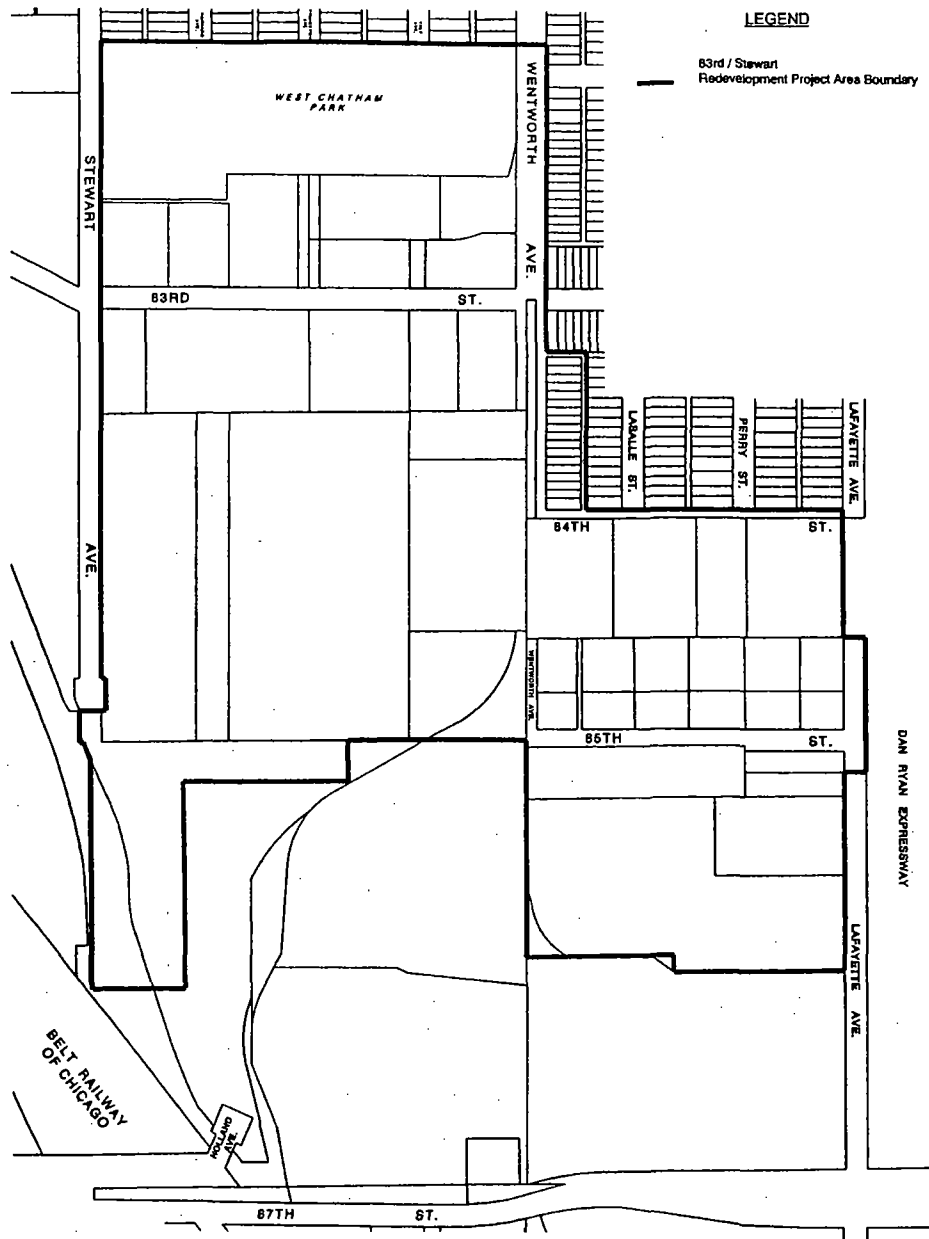 LEGEND
83rd / Stewart
Redevelopment Project Area Boundary
WEST CHATHAM
PARK
WENTWORTH
AVE.
STEWART
AVE.
83RD ST.
LASALLE ST.
PERRY ST.
LAFAYETTE AVE.
84TH ST.
WENTWORTH AVE.
85TH ST.
DAN RYAN EXPRESSWAY
LAFAYETTE AVE.
BELT RAILWAY
OF CHICAGO
HOLLAND
AVE.
87TH ST.